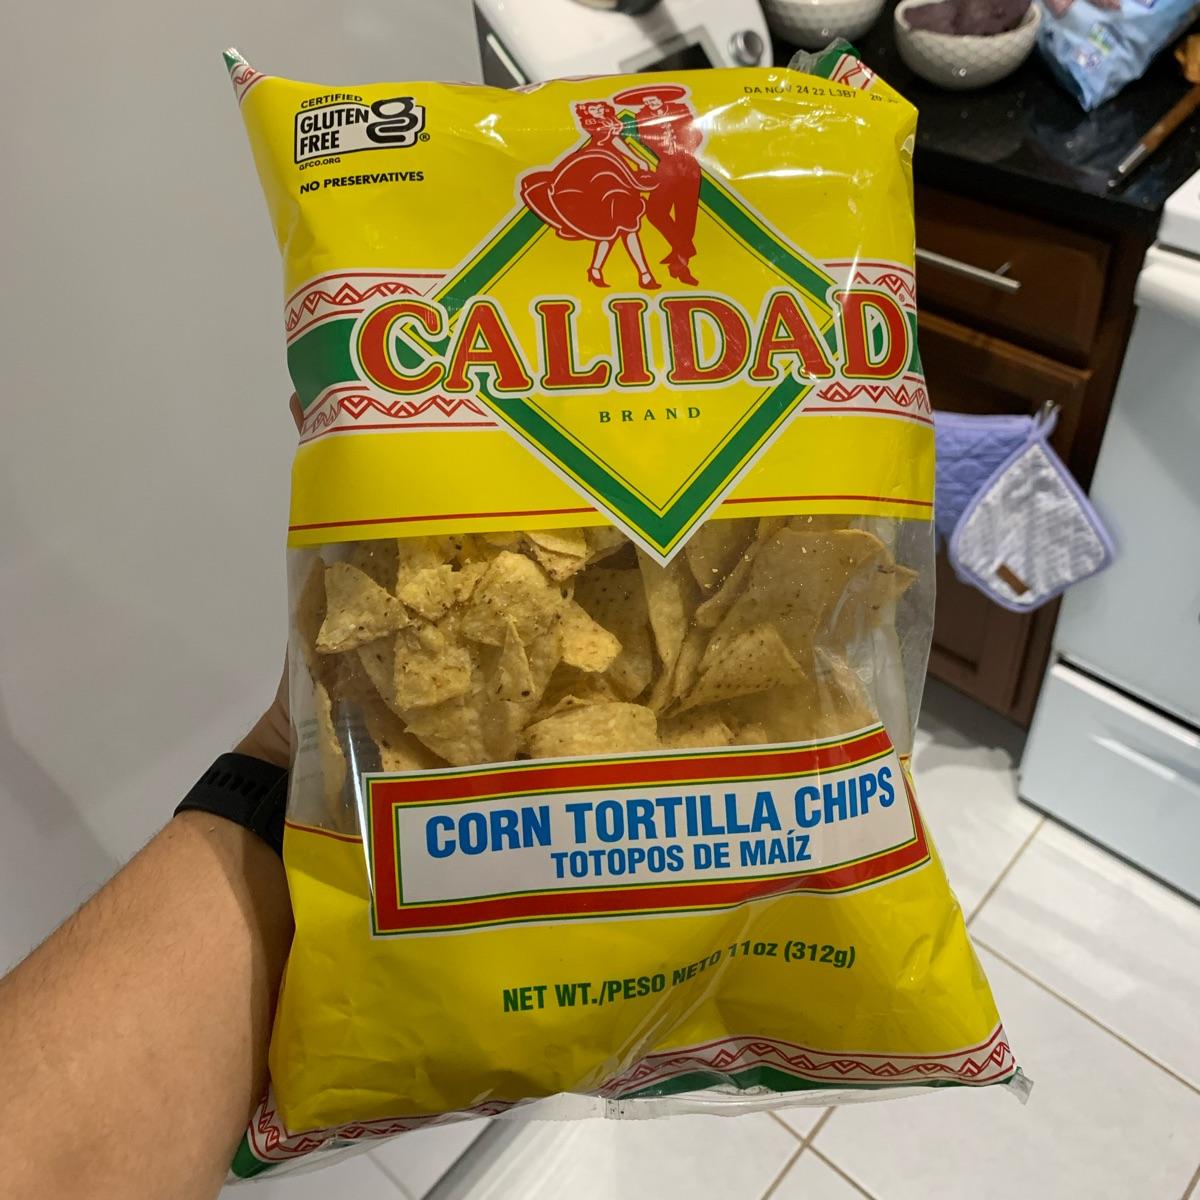 CERTIFIED
GLUTEN
FREE
®
GFCO.ORG
NO PRESERVATIVES
DA NOV 24 22 L3B7
CALIDAD®
BRAND
CORN TORTILLA CHIPS
TOTOPOS DE MAÍZ
NET WT./PESO NETO 11oz (312g)